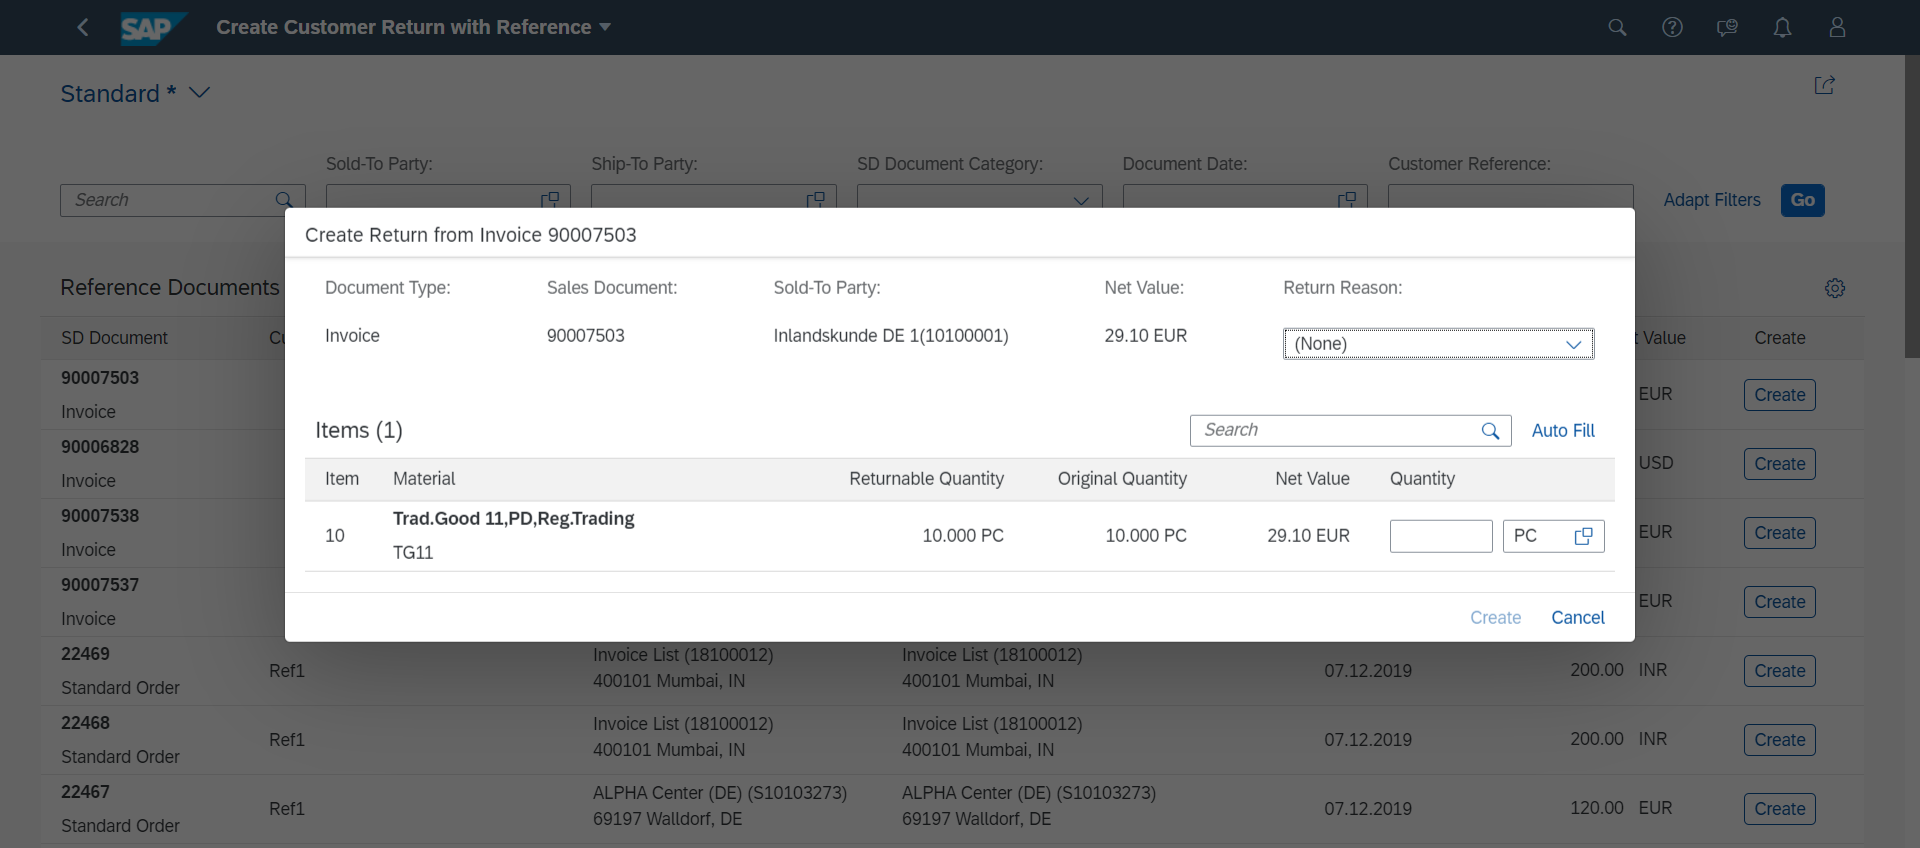 SAP Create Customer Return with Reference
Standard *
Sold-To Party: Ship-To Party: SD Document Category: Document Date: Customer Reference:
Search Adapt Filters Go
Create Return from Invoice 90007503
Reference Documents
Document Type: Sales Document: Sold-To Party: Net Value: Return Reason:
Invoice 90007503 Inlandskunde DE 1(10100001) 29.10 EUR (None)
SD Document Value Create
90007503
Invoice EUR Create
Items (1) Search Auto Fill
90006828
Invoice USD Create
Item Material Returnable Quantity Original Quantity Net Value Quantity
10 Trad.Good 11,PD,Reg.Trading 10.000 PC 10.000 PC 29.10 EUR PC
TG11
90007538
Invoice EUR Create
90007537
Invoice EUR Create
Create Cancel
22469 Ref1 Invoice List (18100012) Invoice List (18100012) 07.12.2019 200.00 INR Create
Standard Order 400101 Mumbai, IN 400101 Mumbai, IN
22468 Ref1 Invoice List (18100012) Invoice List (18100012) 07.12.2019 200.00 INR Create
Standard Order 400101 Mumbai, IN 400101 Mumbai, IN
22467 Ref1 ALPHA Center (DE) (S10103273) ALPHA Center (DE) (S10103273) 07.12.2019 120.00 EUR Create
Standard Order 69197 Walldorf, DE 69197 Walldorf, DE